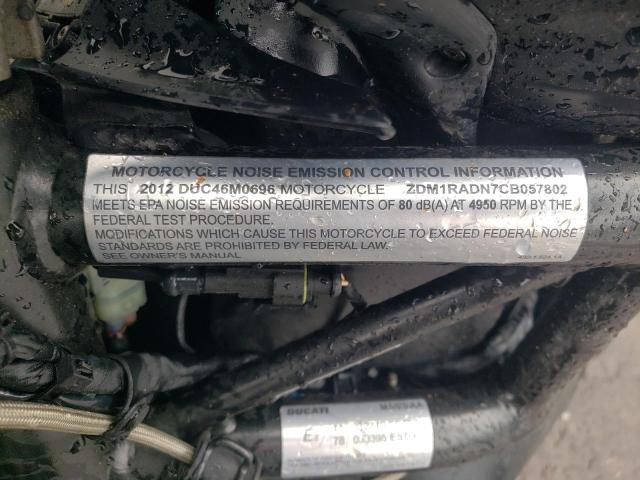 MOTORCYCLE NOISE EMISSION CONTROL INFORMATION
THIS 2012 DUC46M0696 MOTORCYCLE ZDM1RADN7CB057802
MEETS EPA NOISE EMISSION REQUIREMENTS OF 80 dB(A) AT 4950 RPM BY THE
FEDERAL TEST PROCEDURE.
MODIFICATIONS WHICH CAUSE THIS MOTORCYCLE TO EXCEED FEDERAL NOISE
STANDARDS ARE PROHIBITED BY FEDERAL LAW.
SEE OWNER'S MANUAL
DUCATI
78